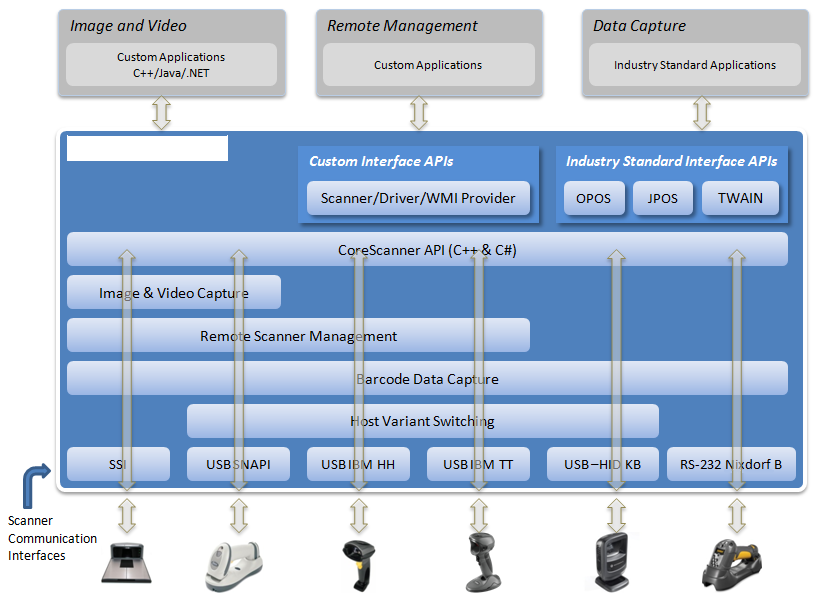 Image and Video
Custom Applications
C++/Java/.NET
Remote Management
Custom Applications
Data Capture
Industry Standard Applications
Custom Interface APIs
Scanner/Driver/WMI Provider
Industry Standard Interface APIs
OPOS
JPOS
TWAIN
CoreScanner API (C++ & C#)
Image & Video Capture
Remote Scanner Management
Barcode Data Capture
Host Variant Switching
SSI
USB SNAPI
USB IBM HH
USB IBM TT
USB–HID KB
RS-232 Nixdorf B
Scanner
Communication
Interfaces